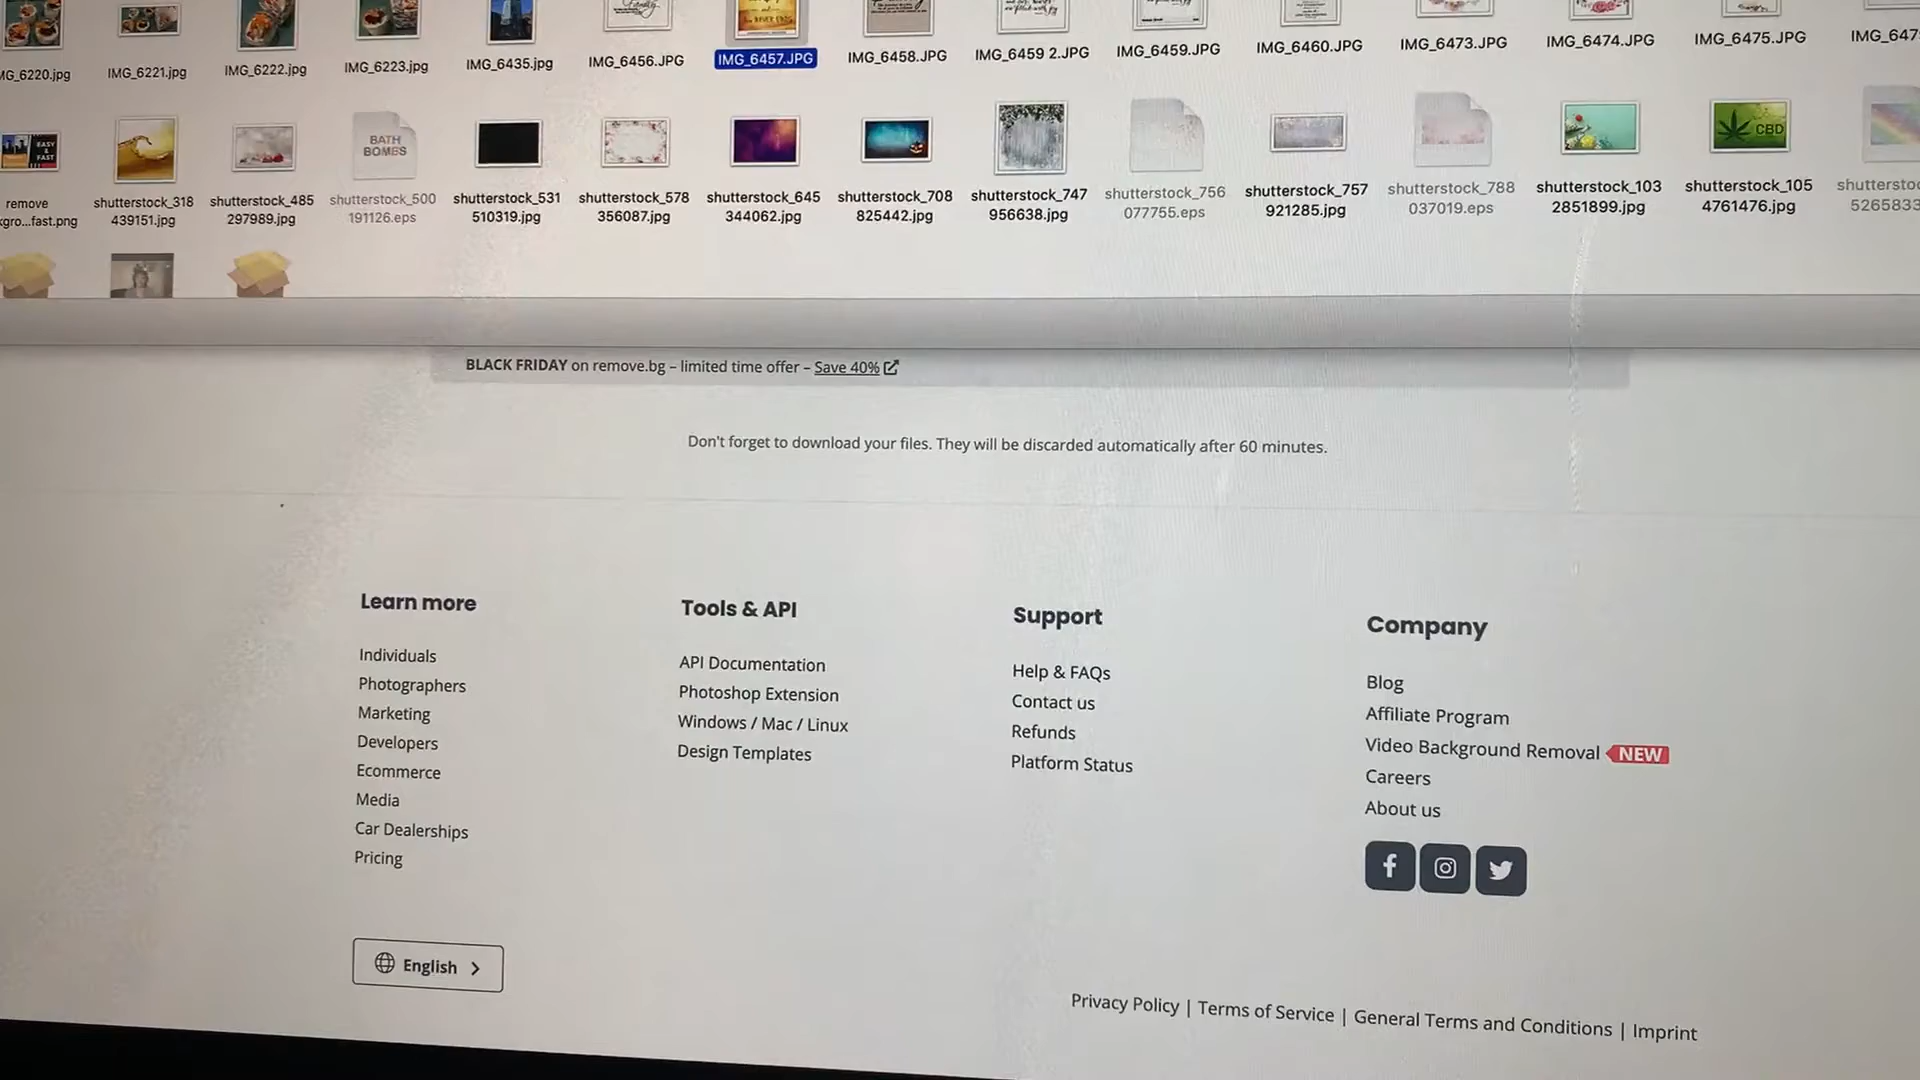 MG_6220.jpg
IMG_6221.jpg
IMG_6222.jpg
IMG_6223.jpg
IMG_6435.jpg
IMG_6456.JPG
IMG_6457.JPG
IMG_6458.JPG
IMG_6459 2.JPG
IMG_6459.JPG
IMG_6460.JPG
IMG_6473.JPG
IMG_6474.JPG
IMG_6475.JPG
EASY
&
FAST
BATH
BOMBS
CBD
remove
kgro...fast.png
shutterstock_318
439151.jpg
shutterstock_485
297989.jpg
shutterstock_500
191126.eps
shutterstock_531
510319.jpg
shutterstock_578
356087.jpg
shutterstock_645
344062.jpg
shutterstock_708
825442.jpg
shutterstock_747
956638.jpg
shutterstock_756
077755.eps
shutterstock_757
921285.jpg
shutterstock_788
037019.eps
shutterstock_103
2851899.jpg
shutterstock_105
4761476.jpg
BLACK FRIDAY on remove.bg – limited time offer – Save 40%
Don't forget to download your files. They will be discarded automatically after 60 minutes.
Learn more
Individuals
Photographers
Marketing
Developers
Ecommerce
Media
Car Dealerships
Pricing
Tools & API
API Documentation
Photoshop Extension
Windows / Mac / Linux
Design Templates
Support
Help & FAQs
Contact us
Refunds
Platform Status
Company
Blog
Affiliate Program
Video Background Removal NEW
Careers
About us
English
Privacy Policy | Terms of Service | General Terms and Conditions | Imprint